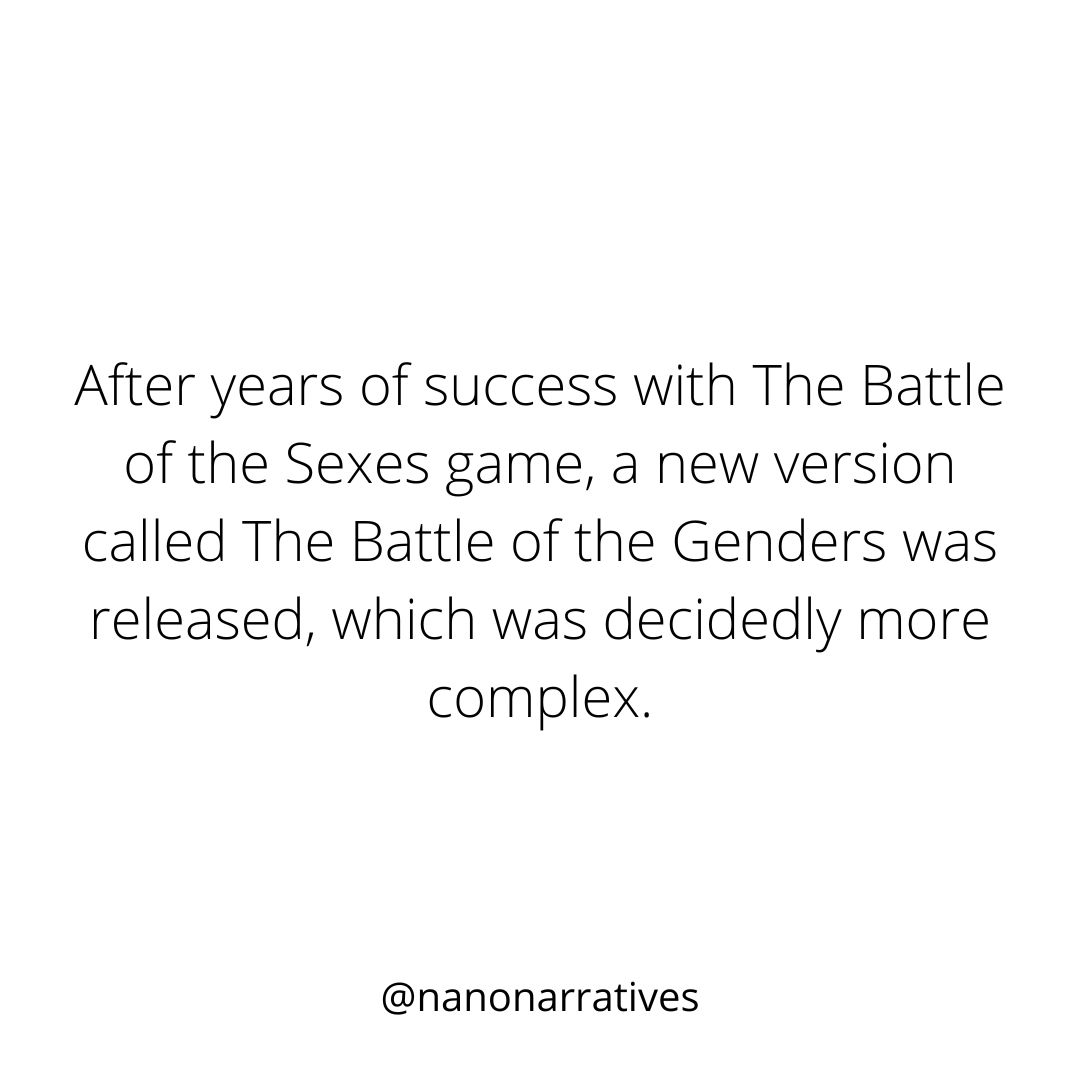 After years of success with The Battle
of the Sexes game, a new version
called The Battle of the Genders was
released, which was decidedly more
complex.
@nanonarratives